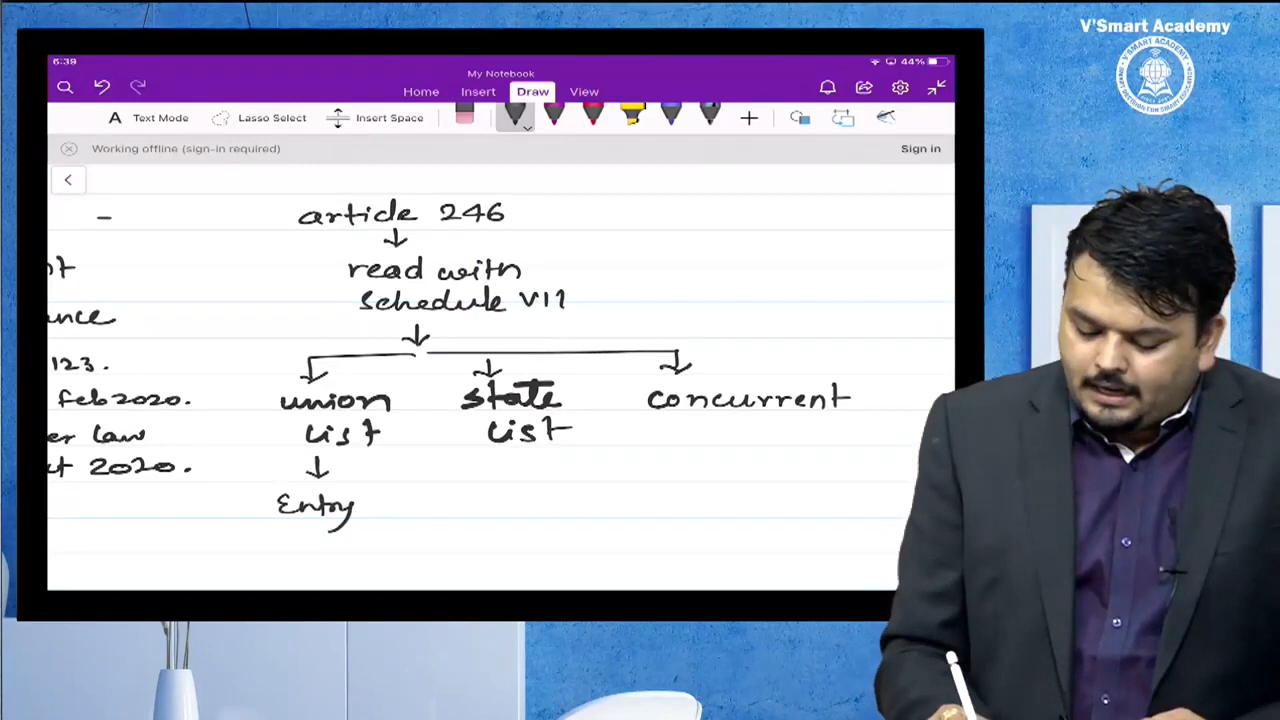 V'Smart Academy
6:39
44%
My Notebook
Home Insert Draw View
Text Mode Lasso Select Insert Space
Working offline (sign-in required) Sign in
article 246
read with
Schedule VII
ance
123.
Feb 2020. union state concurrent
er law list list
2020.
Entry